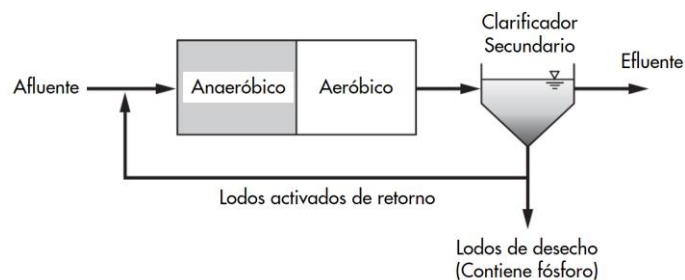 Clarificador
Secundario
Efluente
Afluente
Anaeróbico
Aeróbico
Lodos activados de retorno
Lodos de desecho
(Contiene fósforo)